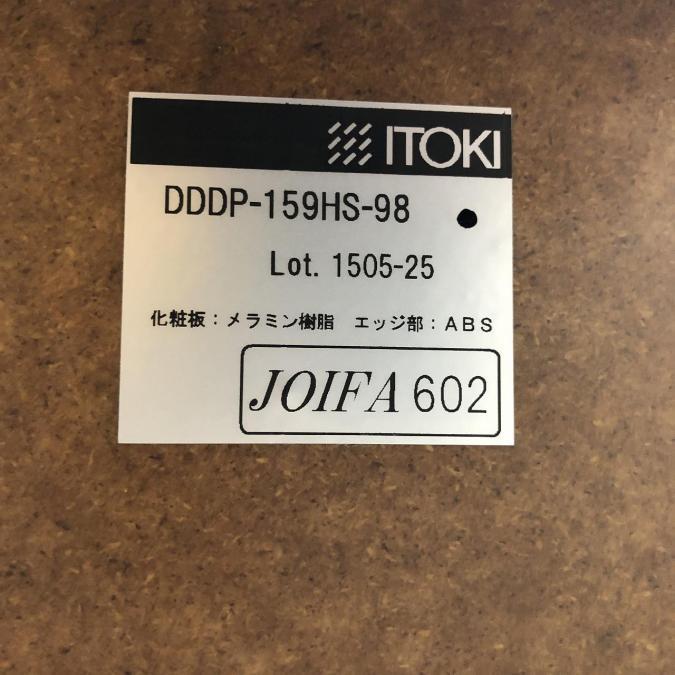 ITOKI
DDDP-159HS-98
Lot. 1505-25
化粧板：メラミン樹脂　エッジ部：ＡＢＳ
JOIFA 602